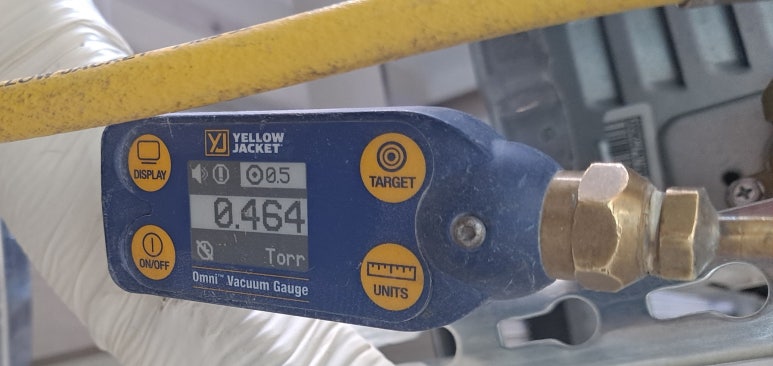 YELLOW
JACKET
DISPLAY
0.5
TARGET
0.464
ON/OFF
Torr
UNITS
Omni™ Vacuum Gauge